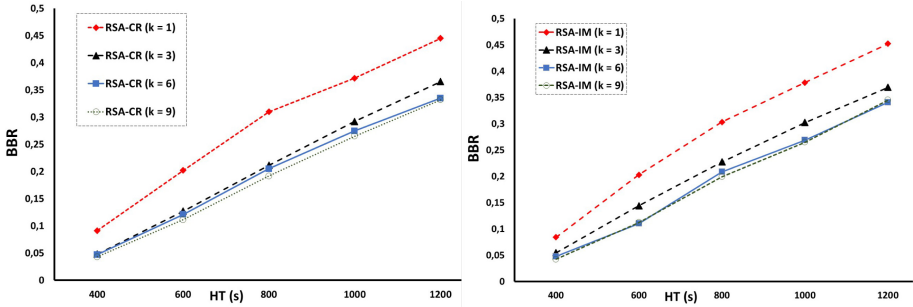 0,5
0,45
0,4
0,35
0,3
0,25
0,2
0,15
0,1
0,05
0
BBR
RSA-CR (k = 1)
RSA-CR (k = 3)
RSA-CR (k = 6)
RSA-CR (k = 9)
400 600 800 1000 1200
HT (s)
0,5
0,45
0,4
0,35
0,3
0,25
0,2
0,15
0,1
0,05
0
BBR
RSA-IM (k = 1)
RSA-IM (k = 3)
RSA-IM (k = 6)
RSA-IM (k = 9)
400 600 800 1000 1200
HT (s)